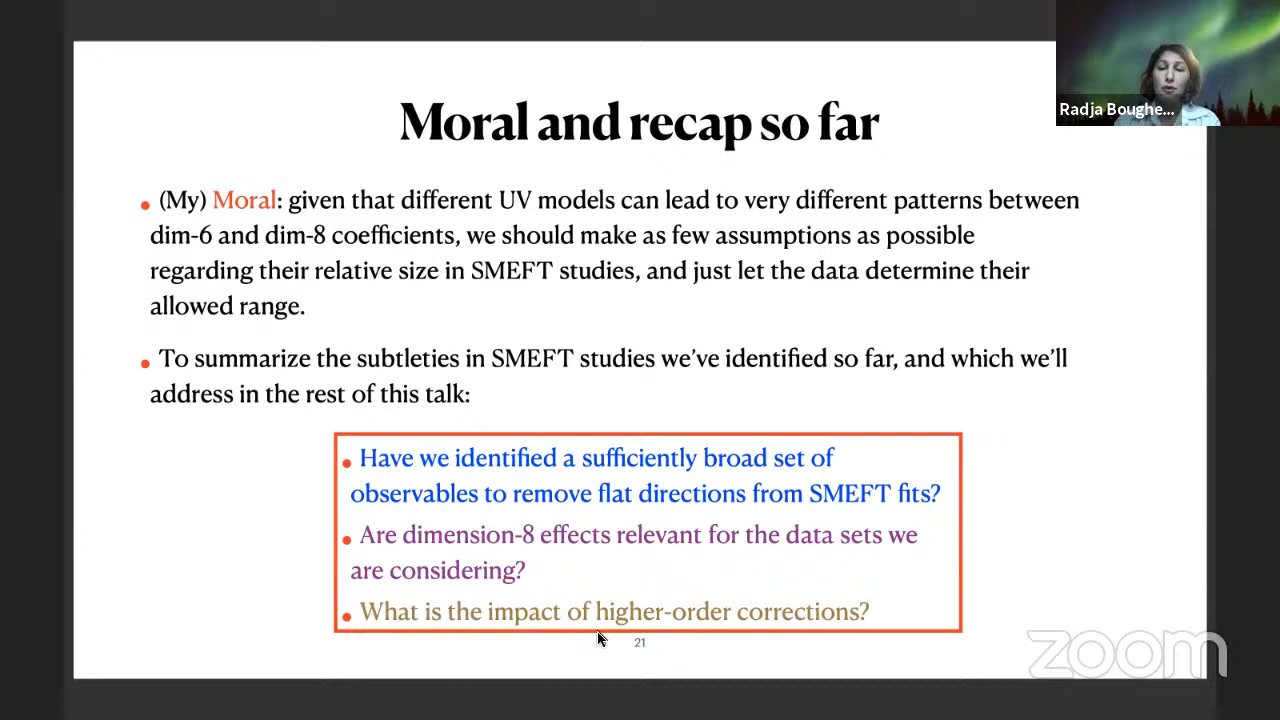 Radja Boughe...
Moral and recap so far
• (My) Moral: given that different UV models can lead to very different patterns between
dim-6 and dim-8 coefficients, we should make as few assumptions as possible
regarding their relative size in SMEFT studies, and just let the data determine their
allowed range.
• To summarize the subtleties in SMEFT studies we've identified so far, and which we'll
address in the rest of this talk:
• Have we identified a sufficiently broad set of
observables to remove flat directions from SMEFT fits?
• Are dimension-8 effects relevant for the data sets we
are considering?
• What is the impact of higher-order corrections?
21
zoom